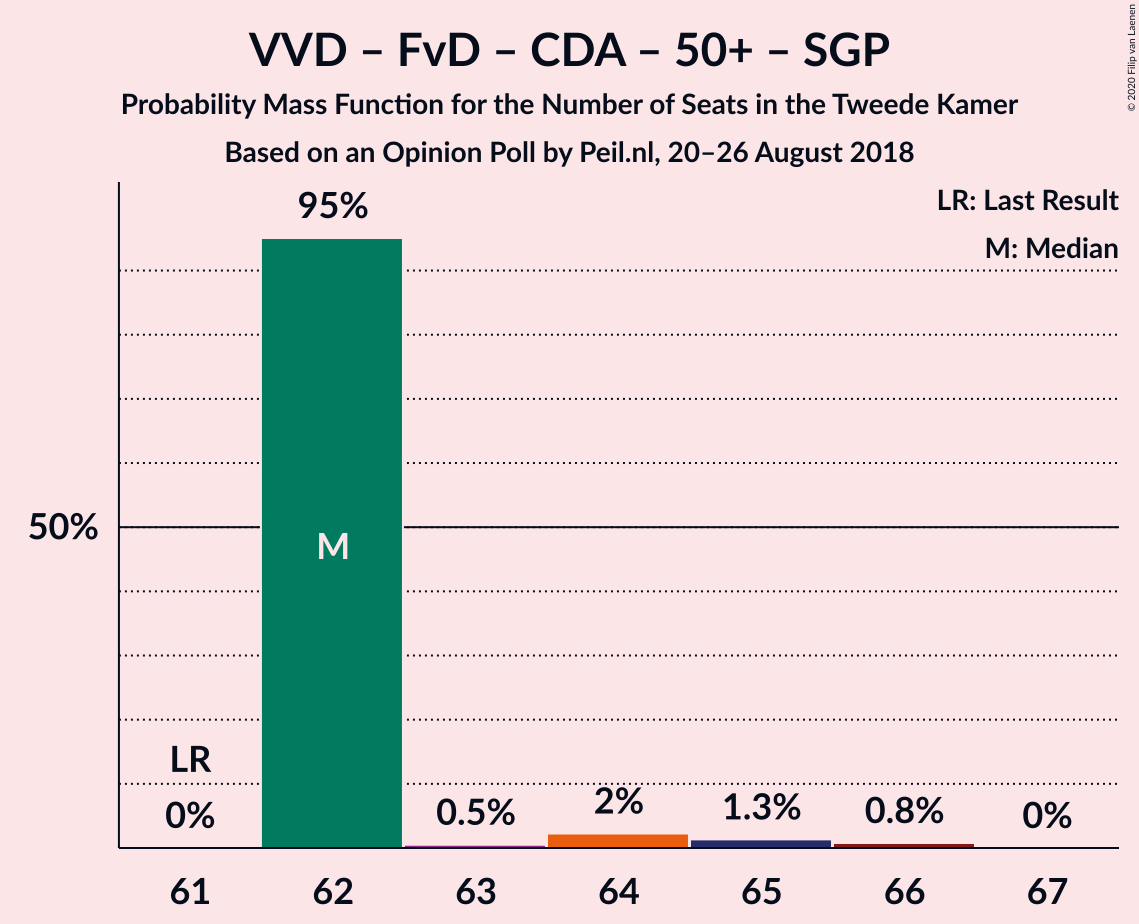 VVD – FvD – CDA – 50+ – SGP
Probability Mass Function for the Number of Seats in the Tweede Kamer
Based on an Opinion Poll by Peil.nl, 20–26 August 2018
© 2020 Filip van Laenen
LR: Last Result
M: Median
95%
50%
M
LR
0%
0.5%
2%
1.3%
0.8%
0%
61 62 63 64 65 66 67